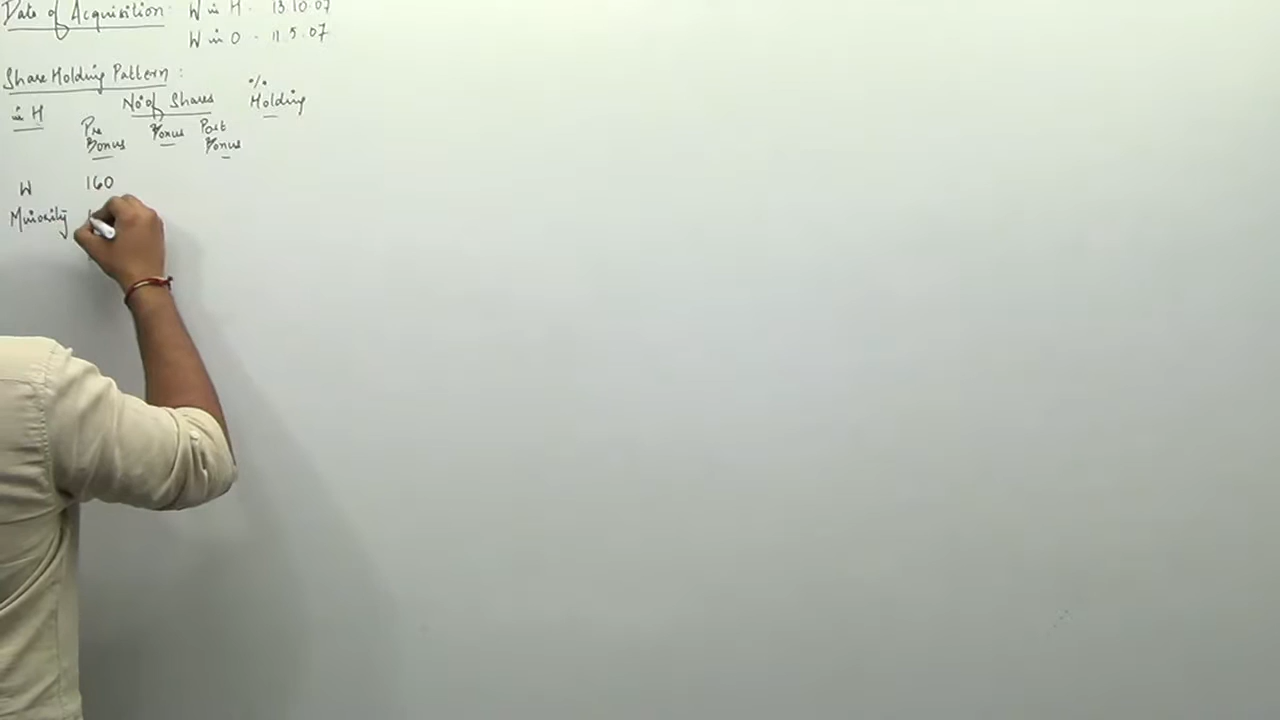 Date of Acquisition: W in H - 13.10.07
W in O - 11.5.07
Share Holding Pattern:
in H No. of Shares % Holding
Pre Bonus Bonus Post Bonus
W 160
Minority